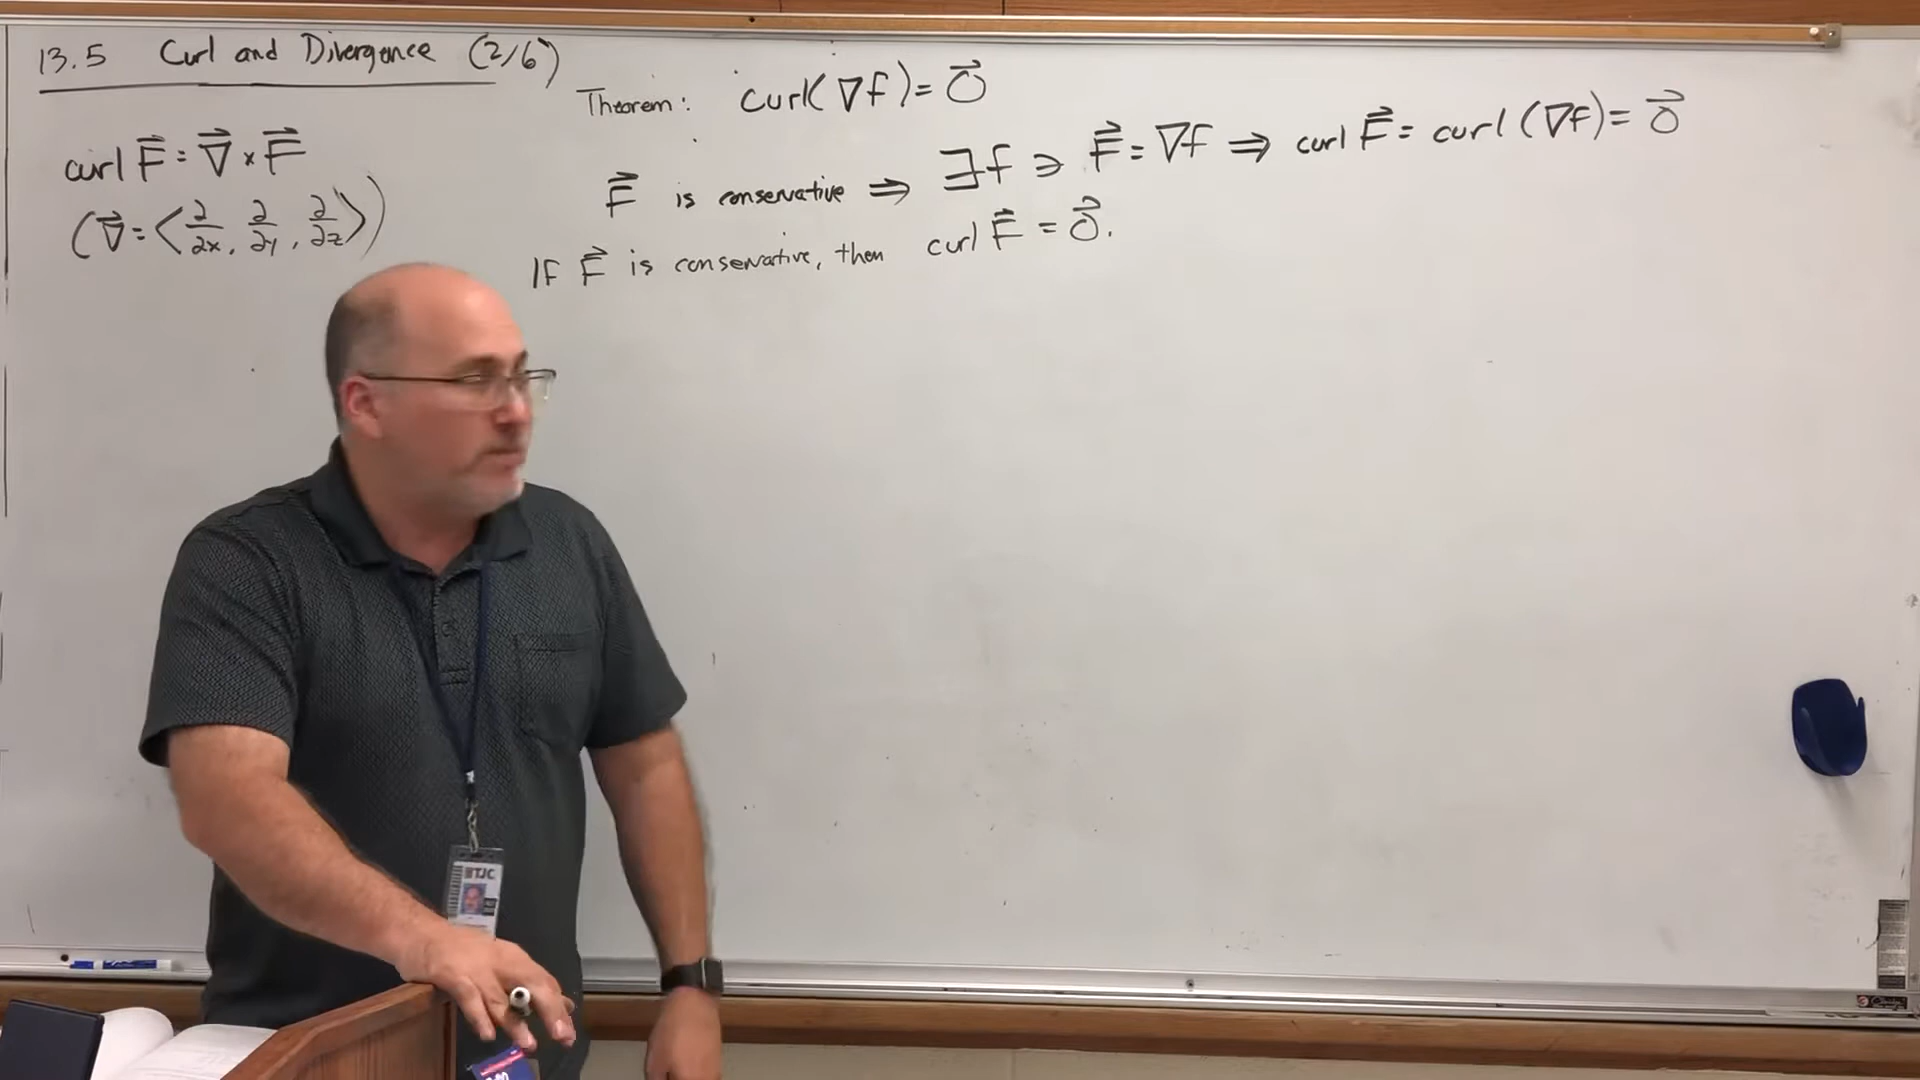 13.5 Curl and Divergence (2/6)
curl F⃗ = ∇⃗ × F⃗
(∇⃗ = ⟨∂/∂x, ∂/∂y, ∂/∂z⟩)
Theorem: curl(∇f) = 0⃗
F⃗ is conservative ⇒ ∃f ∋ F⃗ = ∇f ⇒ curl F⃗ = curl (∇f) = 0⃗
If F⃗ is conservative, then curl F⃗ = 0⃗.
TJC